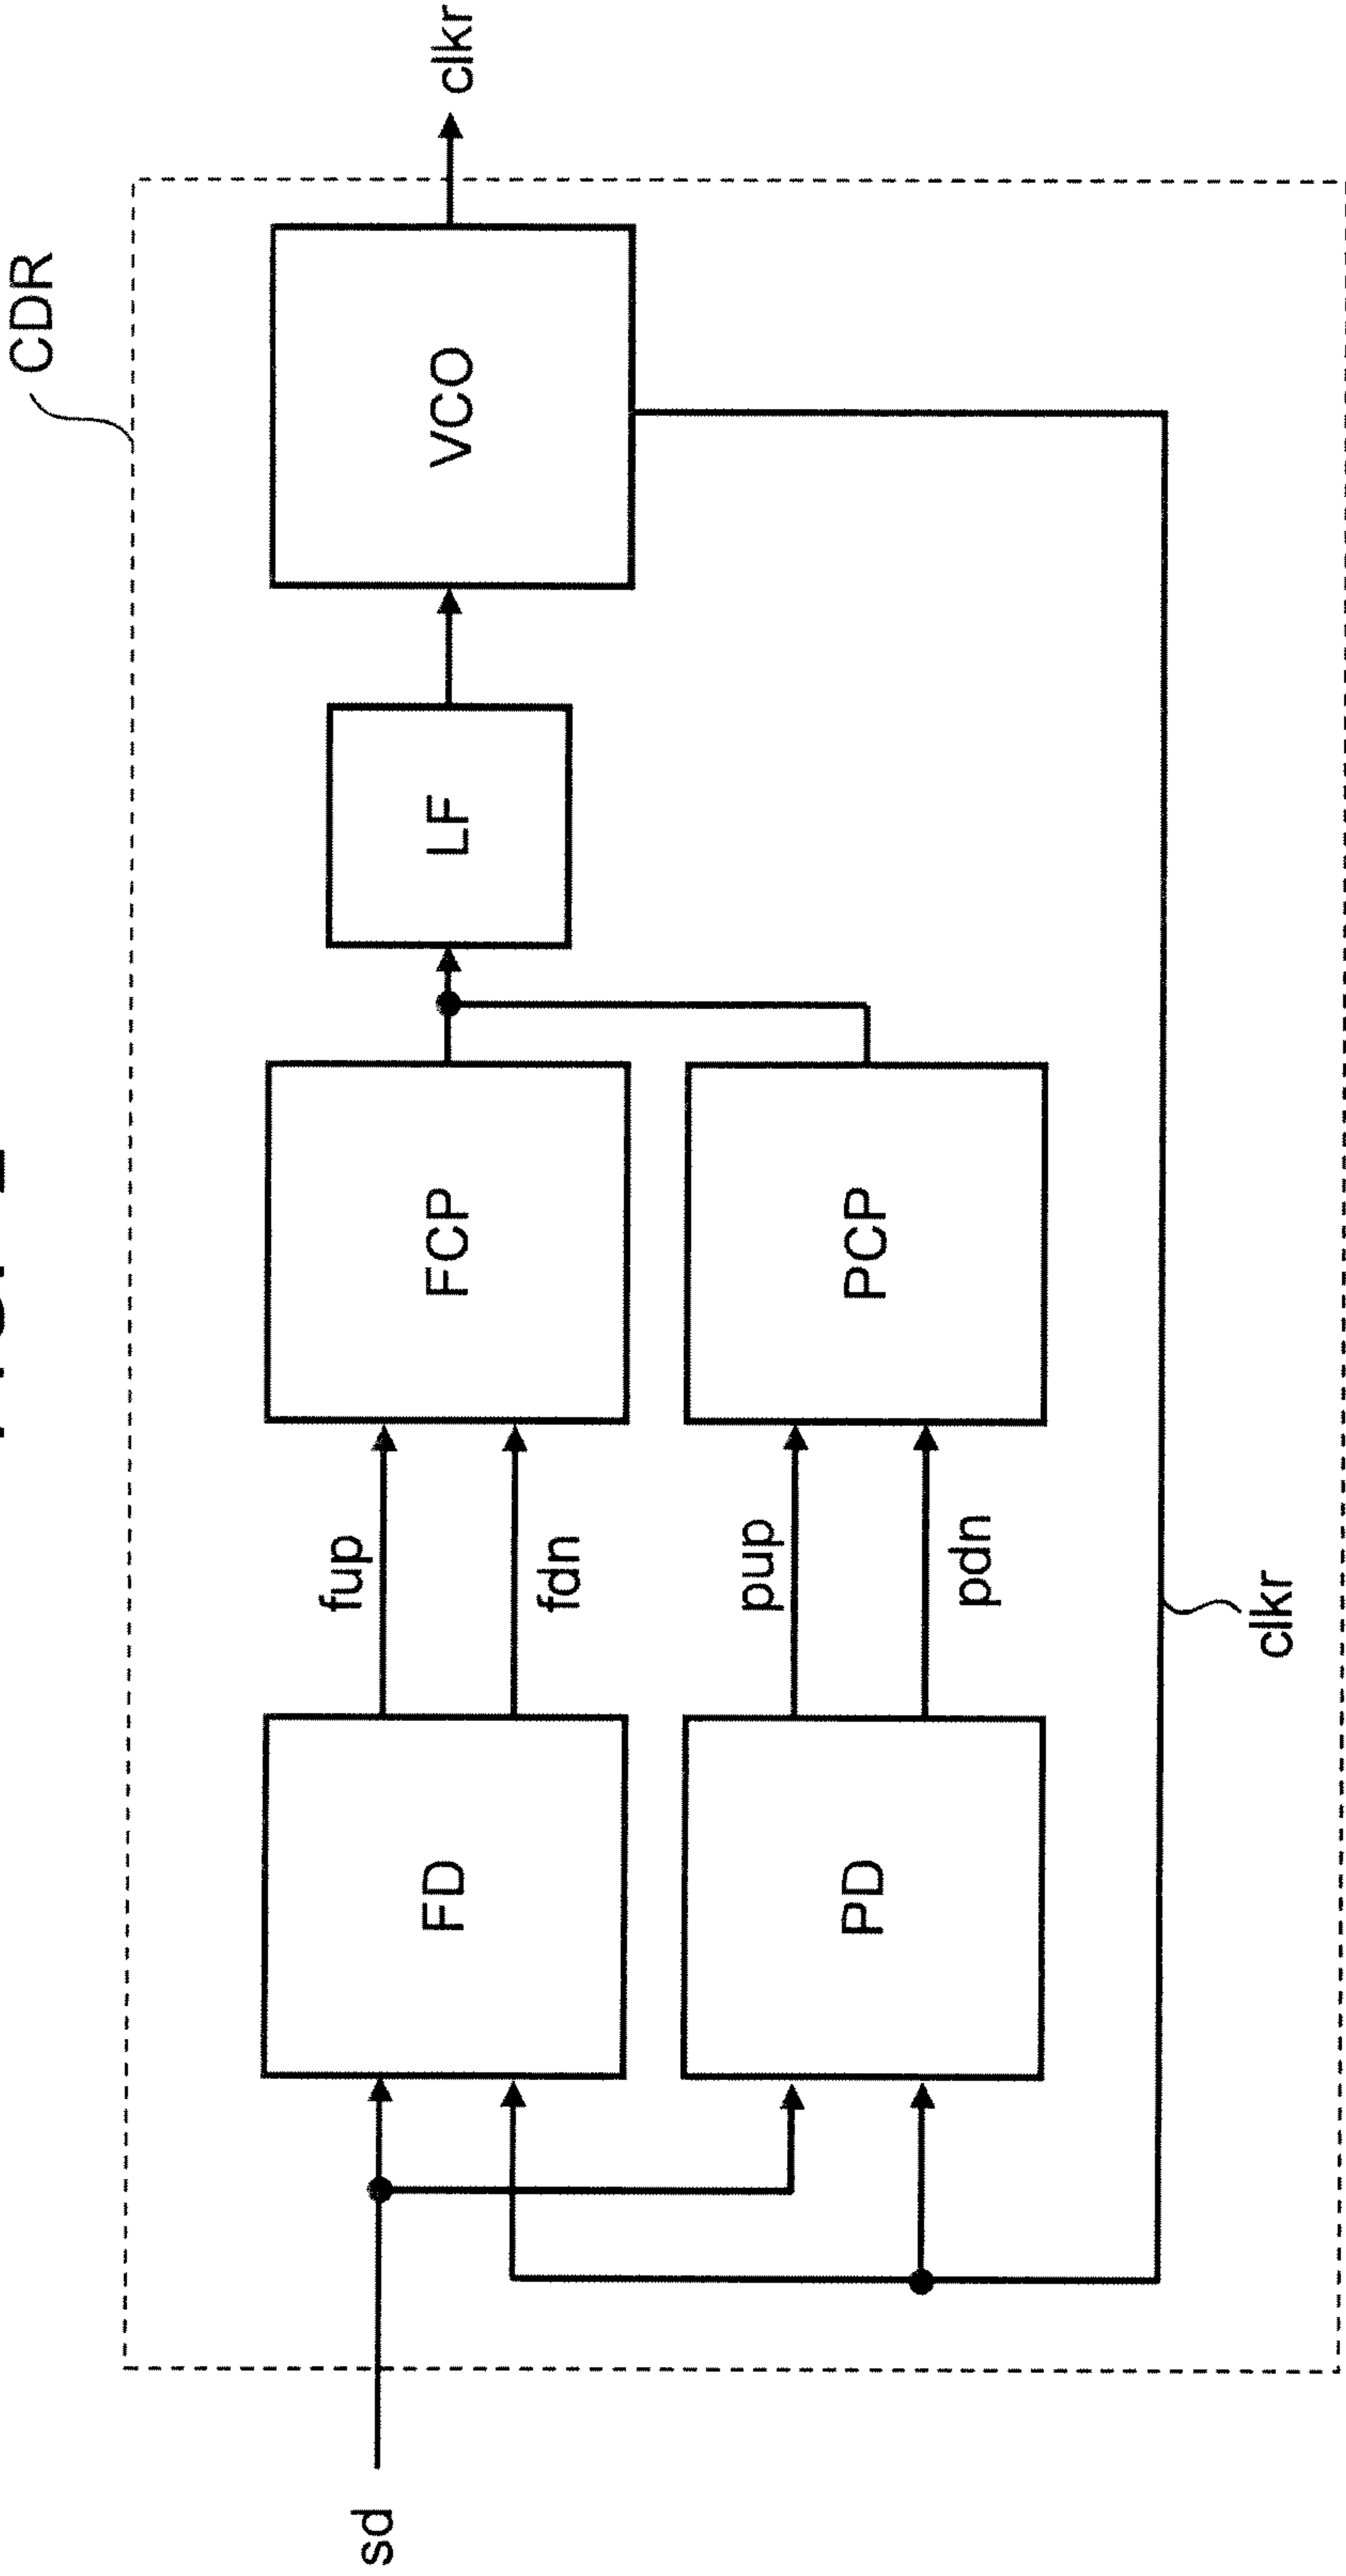 CDR
sd
FD
fup
fdn
FCP
LF
VCO
clkr
PD
pup
pdn
PCP
clkr